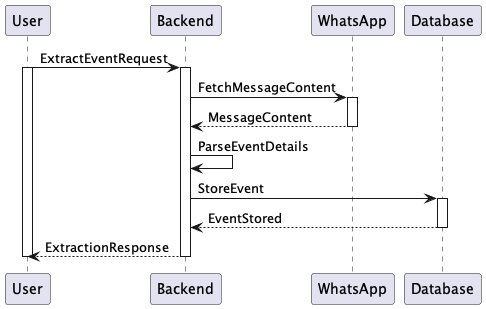 User Backend WhatsApp Database
ExtractEventRequest
FetchMessageContent
MessageContent
ParseEventDetails
StoreEvent
EventStored
ExtractionResponse
User Backend WhatsApp Database